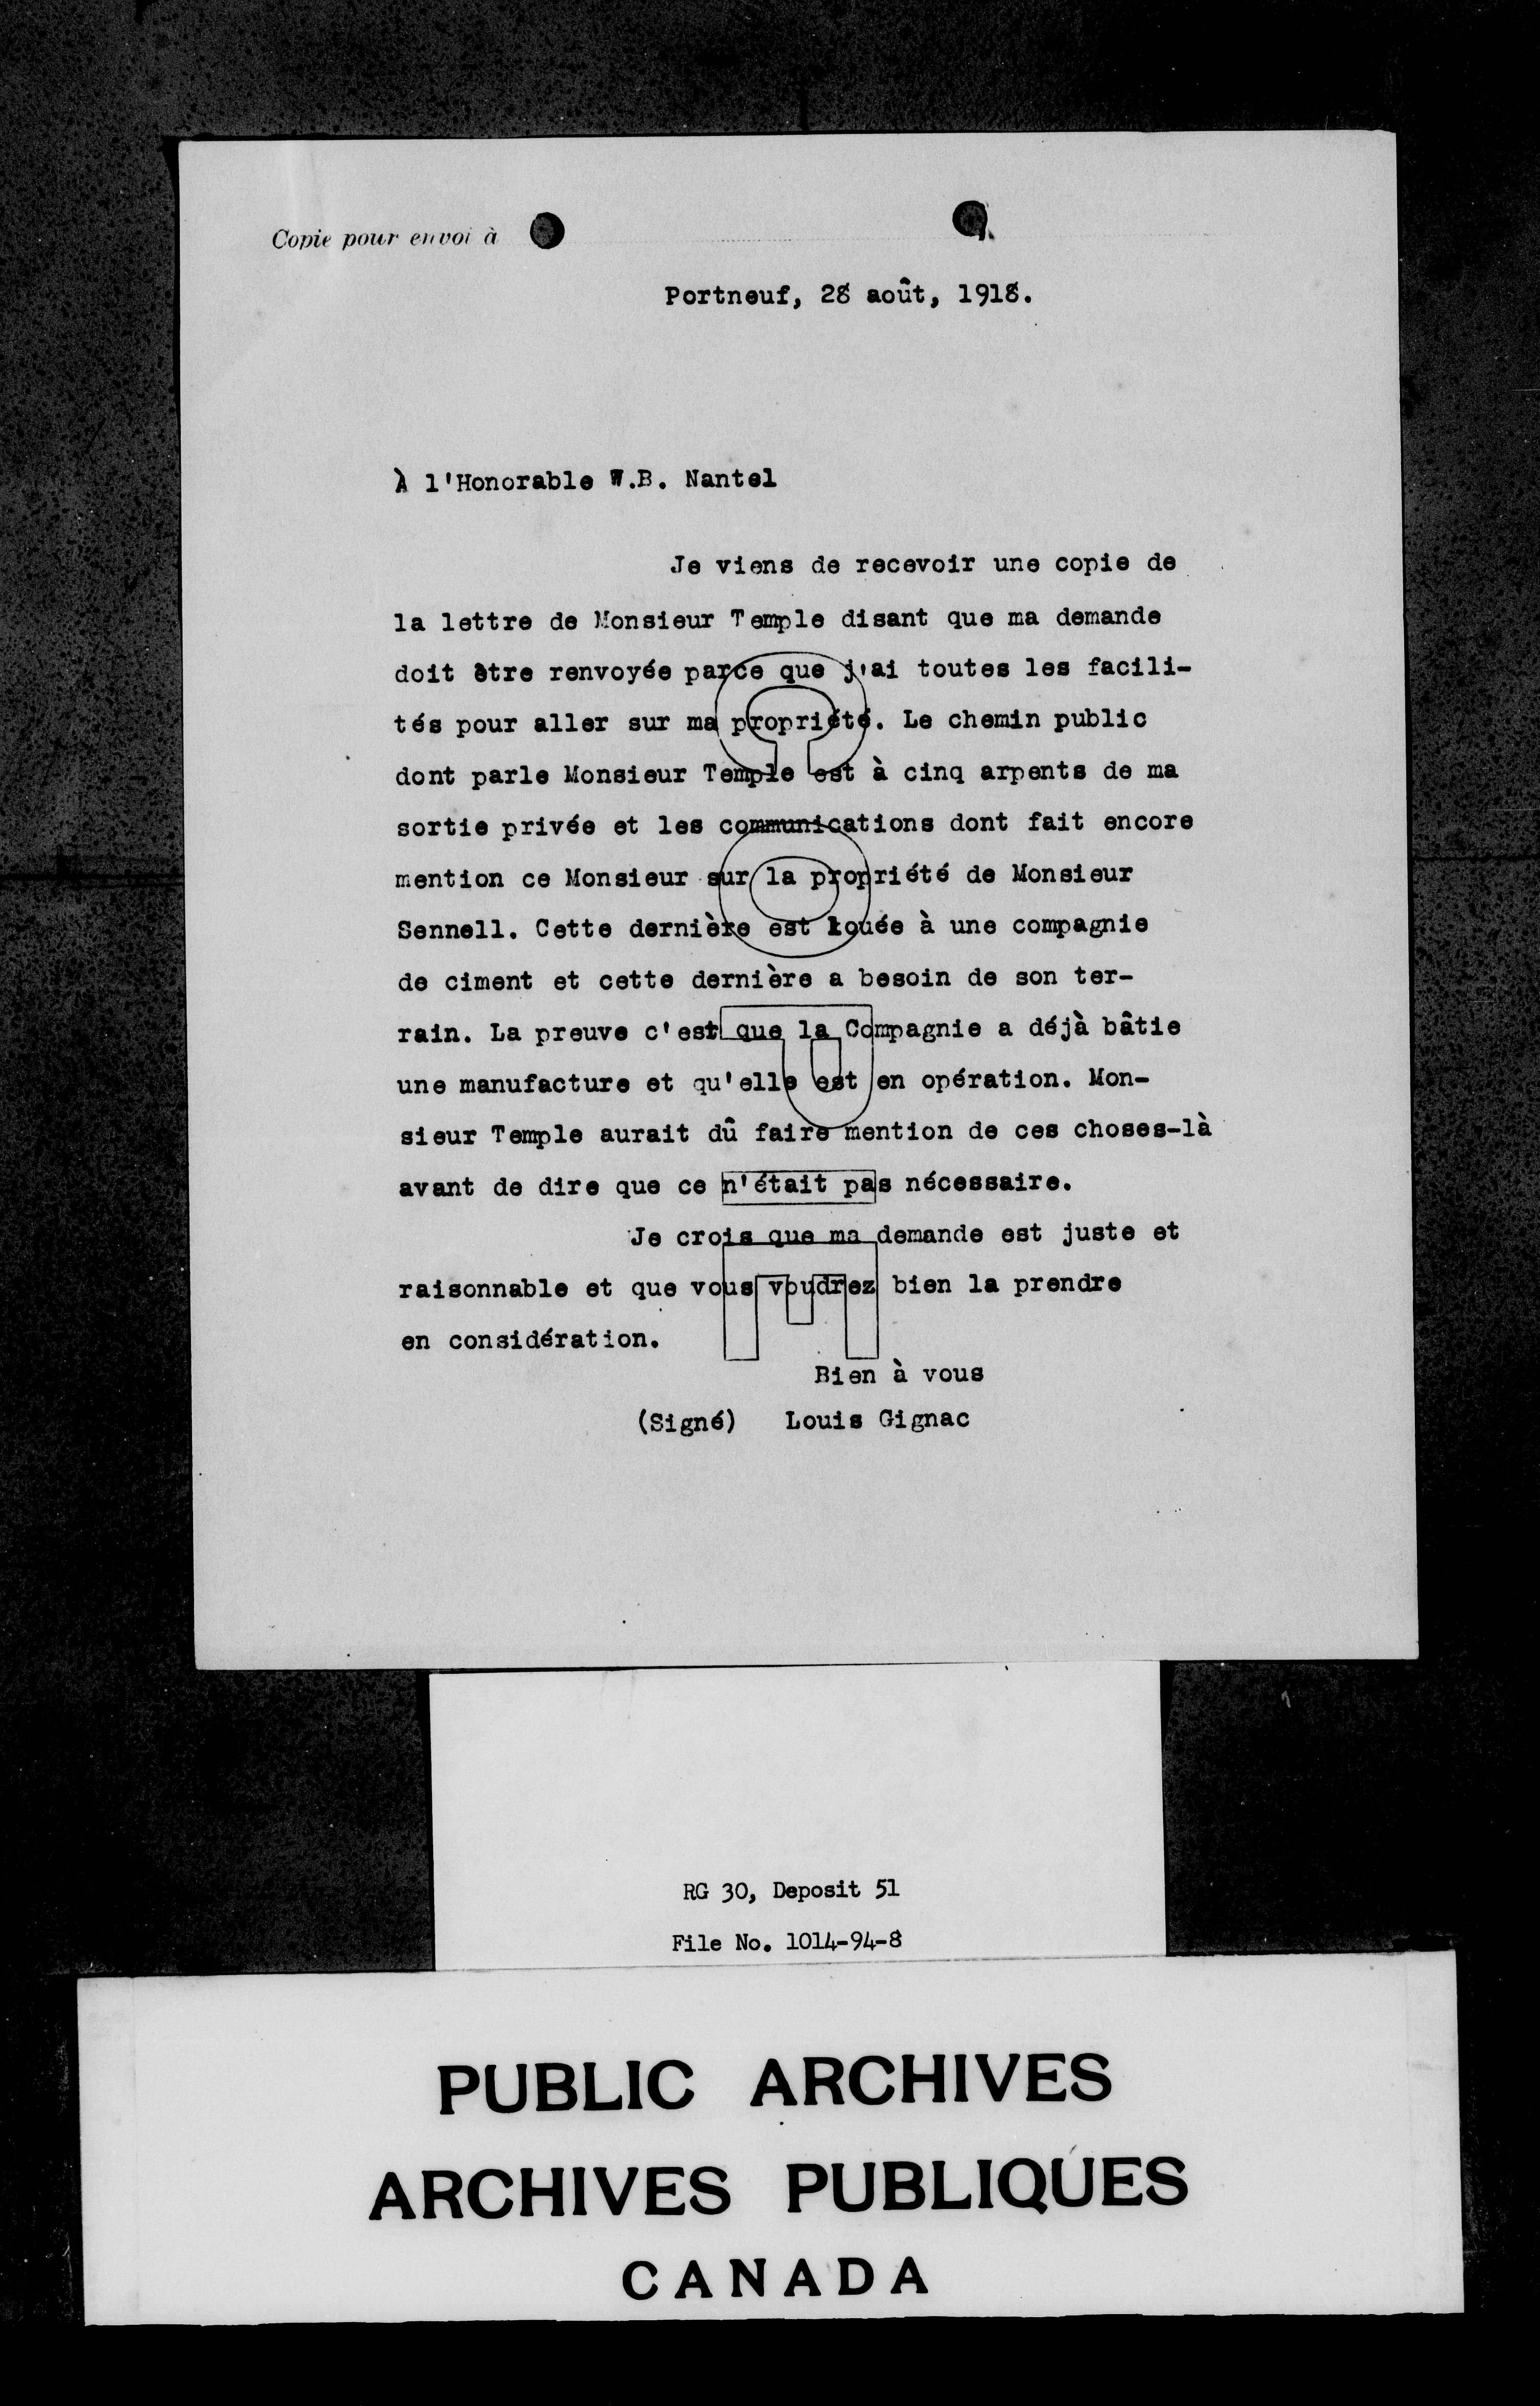 Copie pour envoi à
Portneuf, 28 août, 1918.
À l'Honorable W.B. Nantel
Je viens de recevoir une copie de
la lettre de Monsieur Temple disant que ma demande
doit être renvoyée parce que j'ai toutes les facili-
tés pour aller sur ma propriété. Le chemin public
dont parle Monsieur Temple est à cinq arpents de ma
sortie privée et les communications dont fait encore
mention ce Monsieur sur la propriété de Monsieur
Sennell. Cette dernière est louée à une compagnie
de ciment et cette dernière a besoin de son ter-
rain. La preuve c'est que la Compagnie a déjà bâtie
une manufacture et qu'elle est en opération. Mon-
sieur Temple aurait dû faire mention de ces choses-là
avant de dire que ce n'était pas nécessaire.
Je crois que ma demande est juste et
raisonnable et que vous voudrez bien la prendre
en considération.
Bien à vous
(Signé) Louis Gignac
RG 30, Deposit 51
File No. 1014-94-8
PUBLIC ARCHIVES
ARCHIVES PUBLIQUES
CANADA